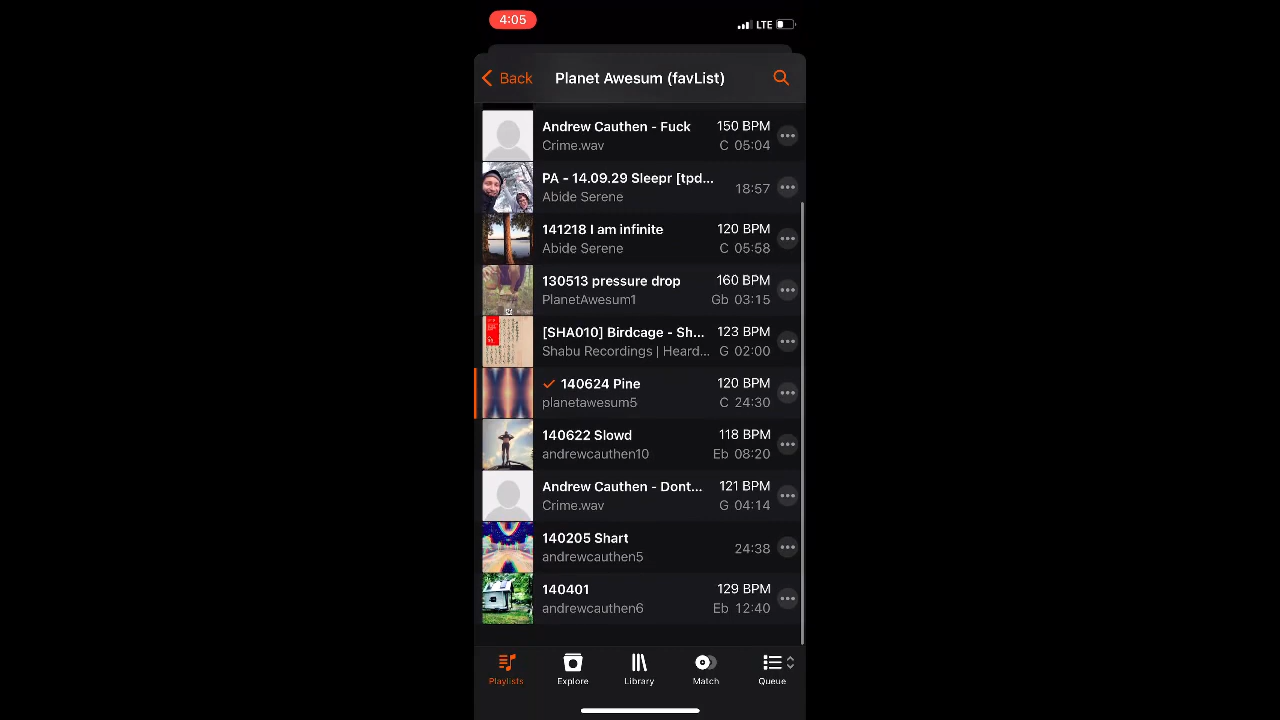 4:05
LTE
Back
Planet Awesum (favList)
Andrew Cauthen - Fuck 150 BPM
Crime.wav C 05:04
PA - 14.09.29 Sleepr [tpd...
18:57
Abide Serene
141218 I am infinite 120 BPM
Abide Serene C 05:58
130513 pressure drop 160 BPM
PlanetAwesum1 Gb 03:15
[SHA010] Birdcage - Sh... 123 BPM
Shabu Recordings | Heard... G 02:00
140624 Pine 120 BPM
planetawesum5 C 24:30
140622 Slowd 118 BPM
andrewcauthen10 Eb 08:20
Andrew Cauthen - Dont... 121 BPM
Crime.wav G 04:14
140205 Shart
24:38
andrewcauthen5
140401 129 BPM
andrewcauthen6 Eb 12:40
Playlists Explore Library Match Queue